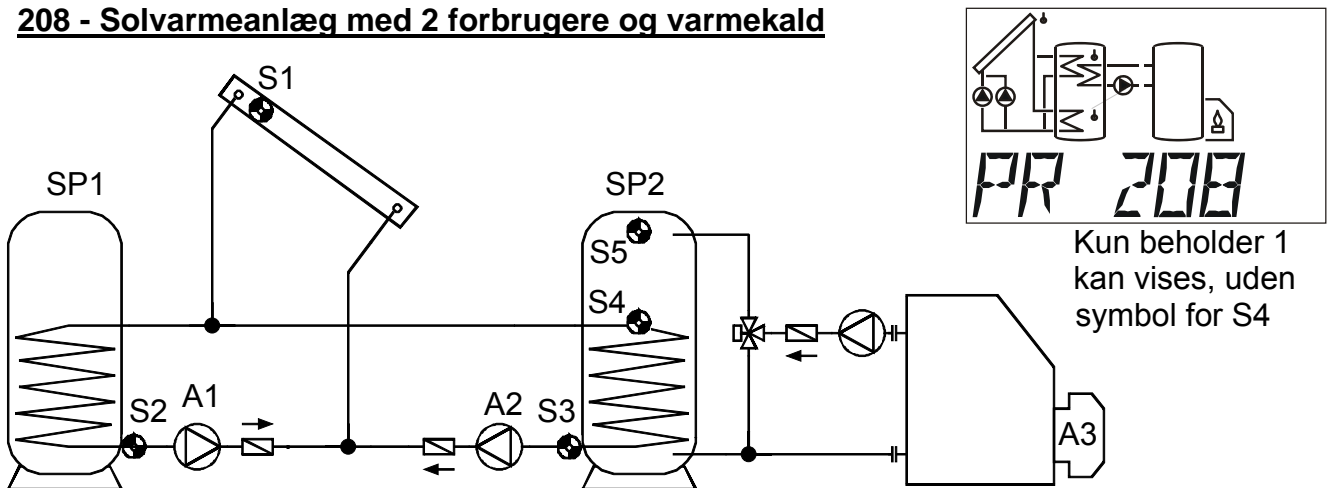 208 - Solvarmeanlæg med 2 forbrugere og varmekald
S1
SP1
SP2
S5
S4
S2
A1
A2
S3
A3
PR 208
Kun beholder 1
kan vises, uden
symbol for S4